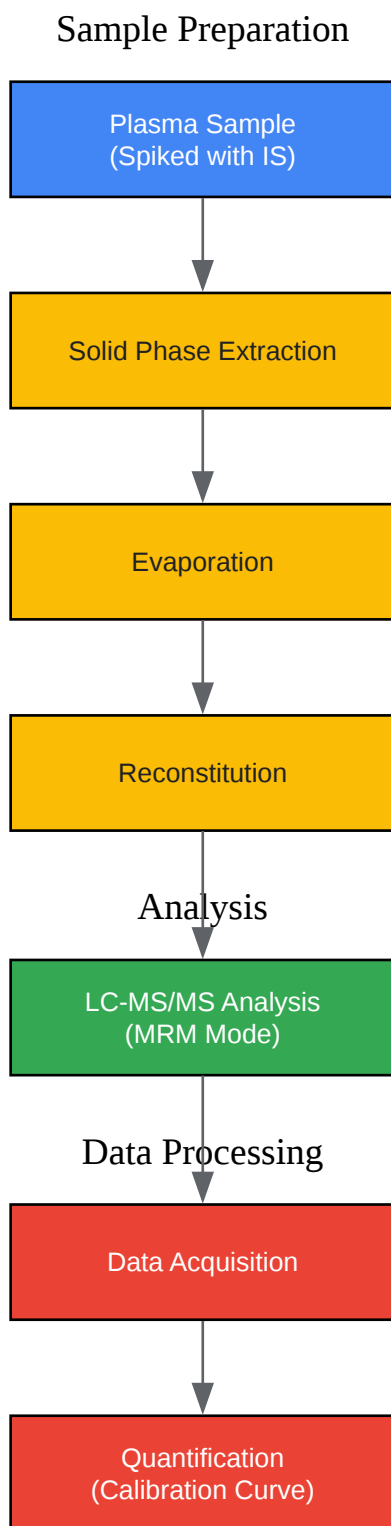 Sample Preparation
Plasma Sample
(Spiked with IS)
Solid Phase Extraction
Evaporation
Reconstitution
Analysis
LC-MS/MS Analysis
(MRM Mode)
Data Processing
Data Acquisition
Quantification
(Calibration Curve)